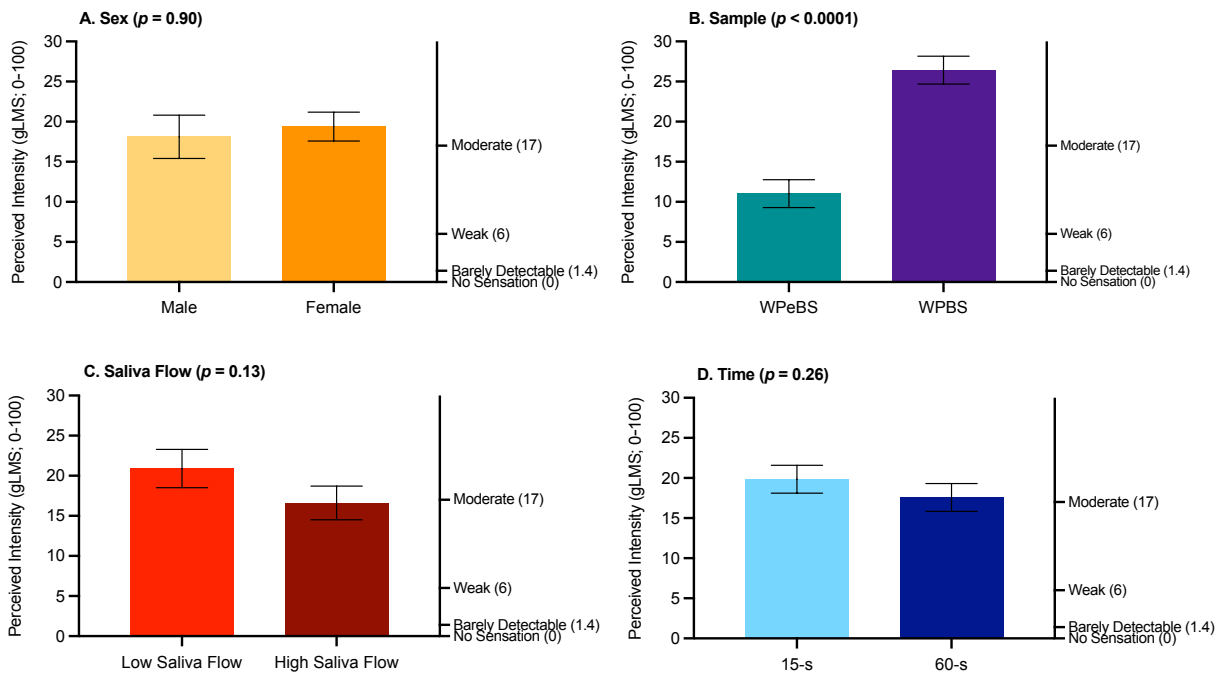 A. Sex (p = 0.90)
Perceived Intensity (gLMS; 0-100)
30
25
20
15
10
5
0
Male
Female
Moderate (17)
Weak (6)
Barely Detectable (1.4)
No Sensation (0)
B. Sample (p < 0.0001)
Perceived Intensity (gLMS; 0-100)
30
25
20
15
10
5
0
WPeBS
WPBS
Moderate (17)
Weak (6)
Barely Detectable (1.4)
No Sensation (0)
C. Saliva Flow (p = 0.13)
Perceived Intensity (gLMS; 0-100)
30
25
20
15
10
5
0
Low Saliva Flow
High Saliva Flow
Moderate (17)
Weak (6)
Barely Detectable (1.4)
No Sensation (0)
D. Time (p = 0.26)
Perceived Intensity (gLMS; 0-100)
30
25
20
15
10
5
0
15-s
60-s
Moderate (17)
Weak (6)
Barely Detectable (1.4)
No Sensation (0)